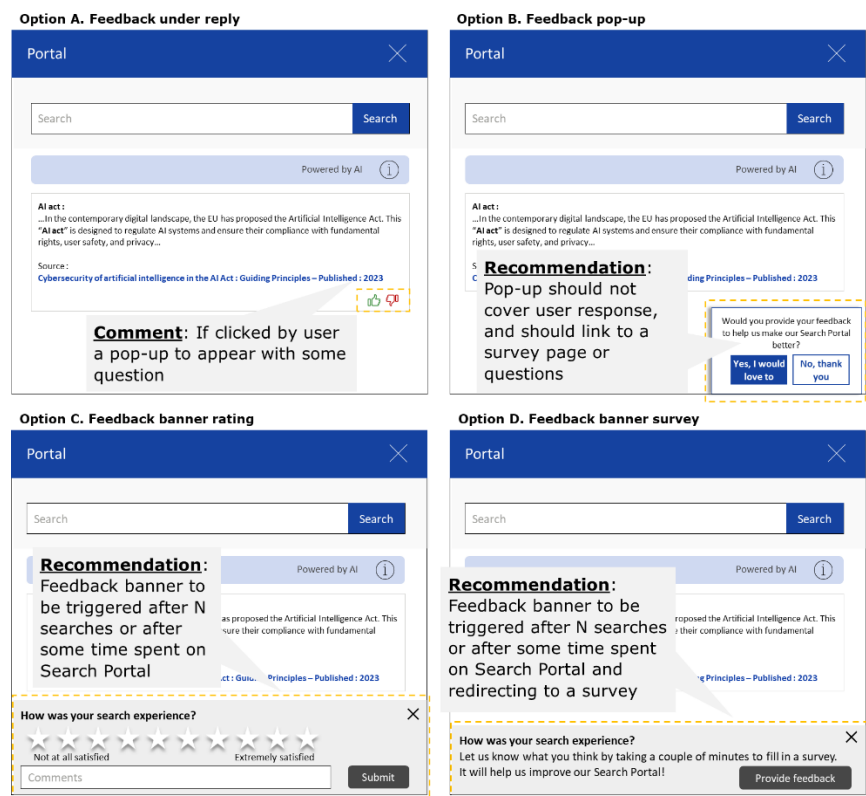 Option A. Feedback under reply
Portal
Search
Search
Powered by AI
i
AI act :
...In the contemporary digital landscape, the EU has proposed the Artificial Intelligence Act. This
"AI act" is designed to regulate AI systems and ensure their compliance with fundamental
rights, user safety, and privacy...
Source :
Cybersecurity of artificial intelligence in the AI Act : Guiding Principles – Published : 2023
Comment: If clicked by user
a pop-up to appear with some
question
Option B. Feedback pop-up
Portal
Search
Search
Powered by AI
i
AI act :
...In the contemporary digital landscape, the EU has proposed the Artificial Intelligence Act. This
"AI act" is designed to regulate AI systems and ensure their compliance with fundamental
rights, user safety, and privacy...
S
C
ding Principles – Published : 2023
Recommendation:
Pop-up should not
cover user response,
and should link to a
survey page or
questions
Would you provide your feedback
to help us make our Search Portal
better?
Yes, I would
love to
No, thank
you
Option C. Feedback banner rating
Portal
Search
Search
Powered by AI
i
as proposed the Artificial Intelligence Act. This
sure their compliance with fundamental
Act : Guiding Principles – Published : 2023
Recommendation:
Feedback banner to
be triggered after N
searches or after
some time spent on
Search Portal
How was your search experience?
Not at all satisfied
Extremely satisfied
Comments
Submit
Option D. Feedback banner survey
Portal
Search
Search
Powered by AI
i
roposed the Artificial Intelligence Act. This
their compliance with fundamental
Principles – Published : 2023
Recommendation:
Feedback banner to be
triggered after N searches
or after some time spent
on Search Portal and
redirecting to a survey
How was your search experience?
Let us know what you think by taking a couple of minutes to fill in a survey.
It will help us improve our Search Portal!
Provide feedback